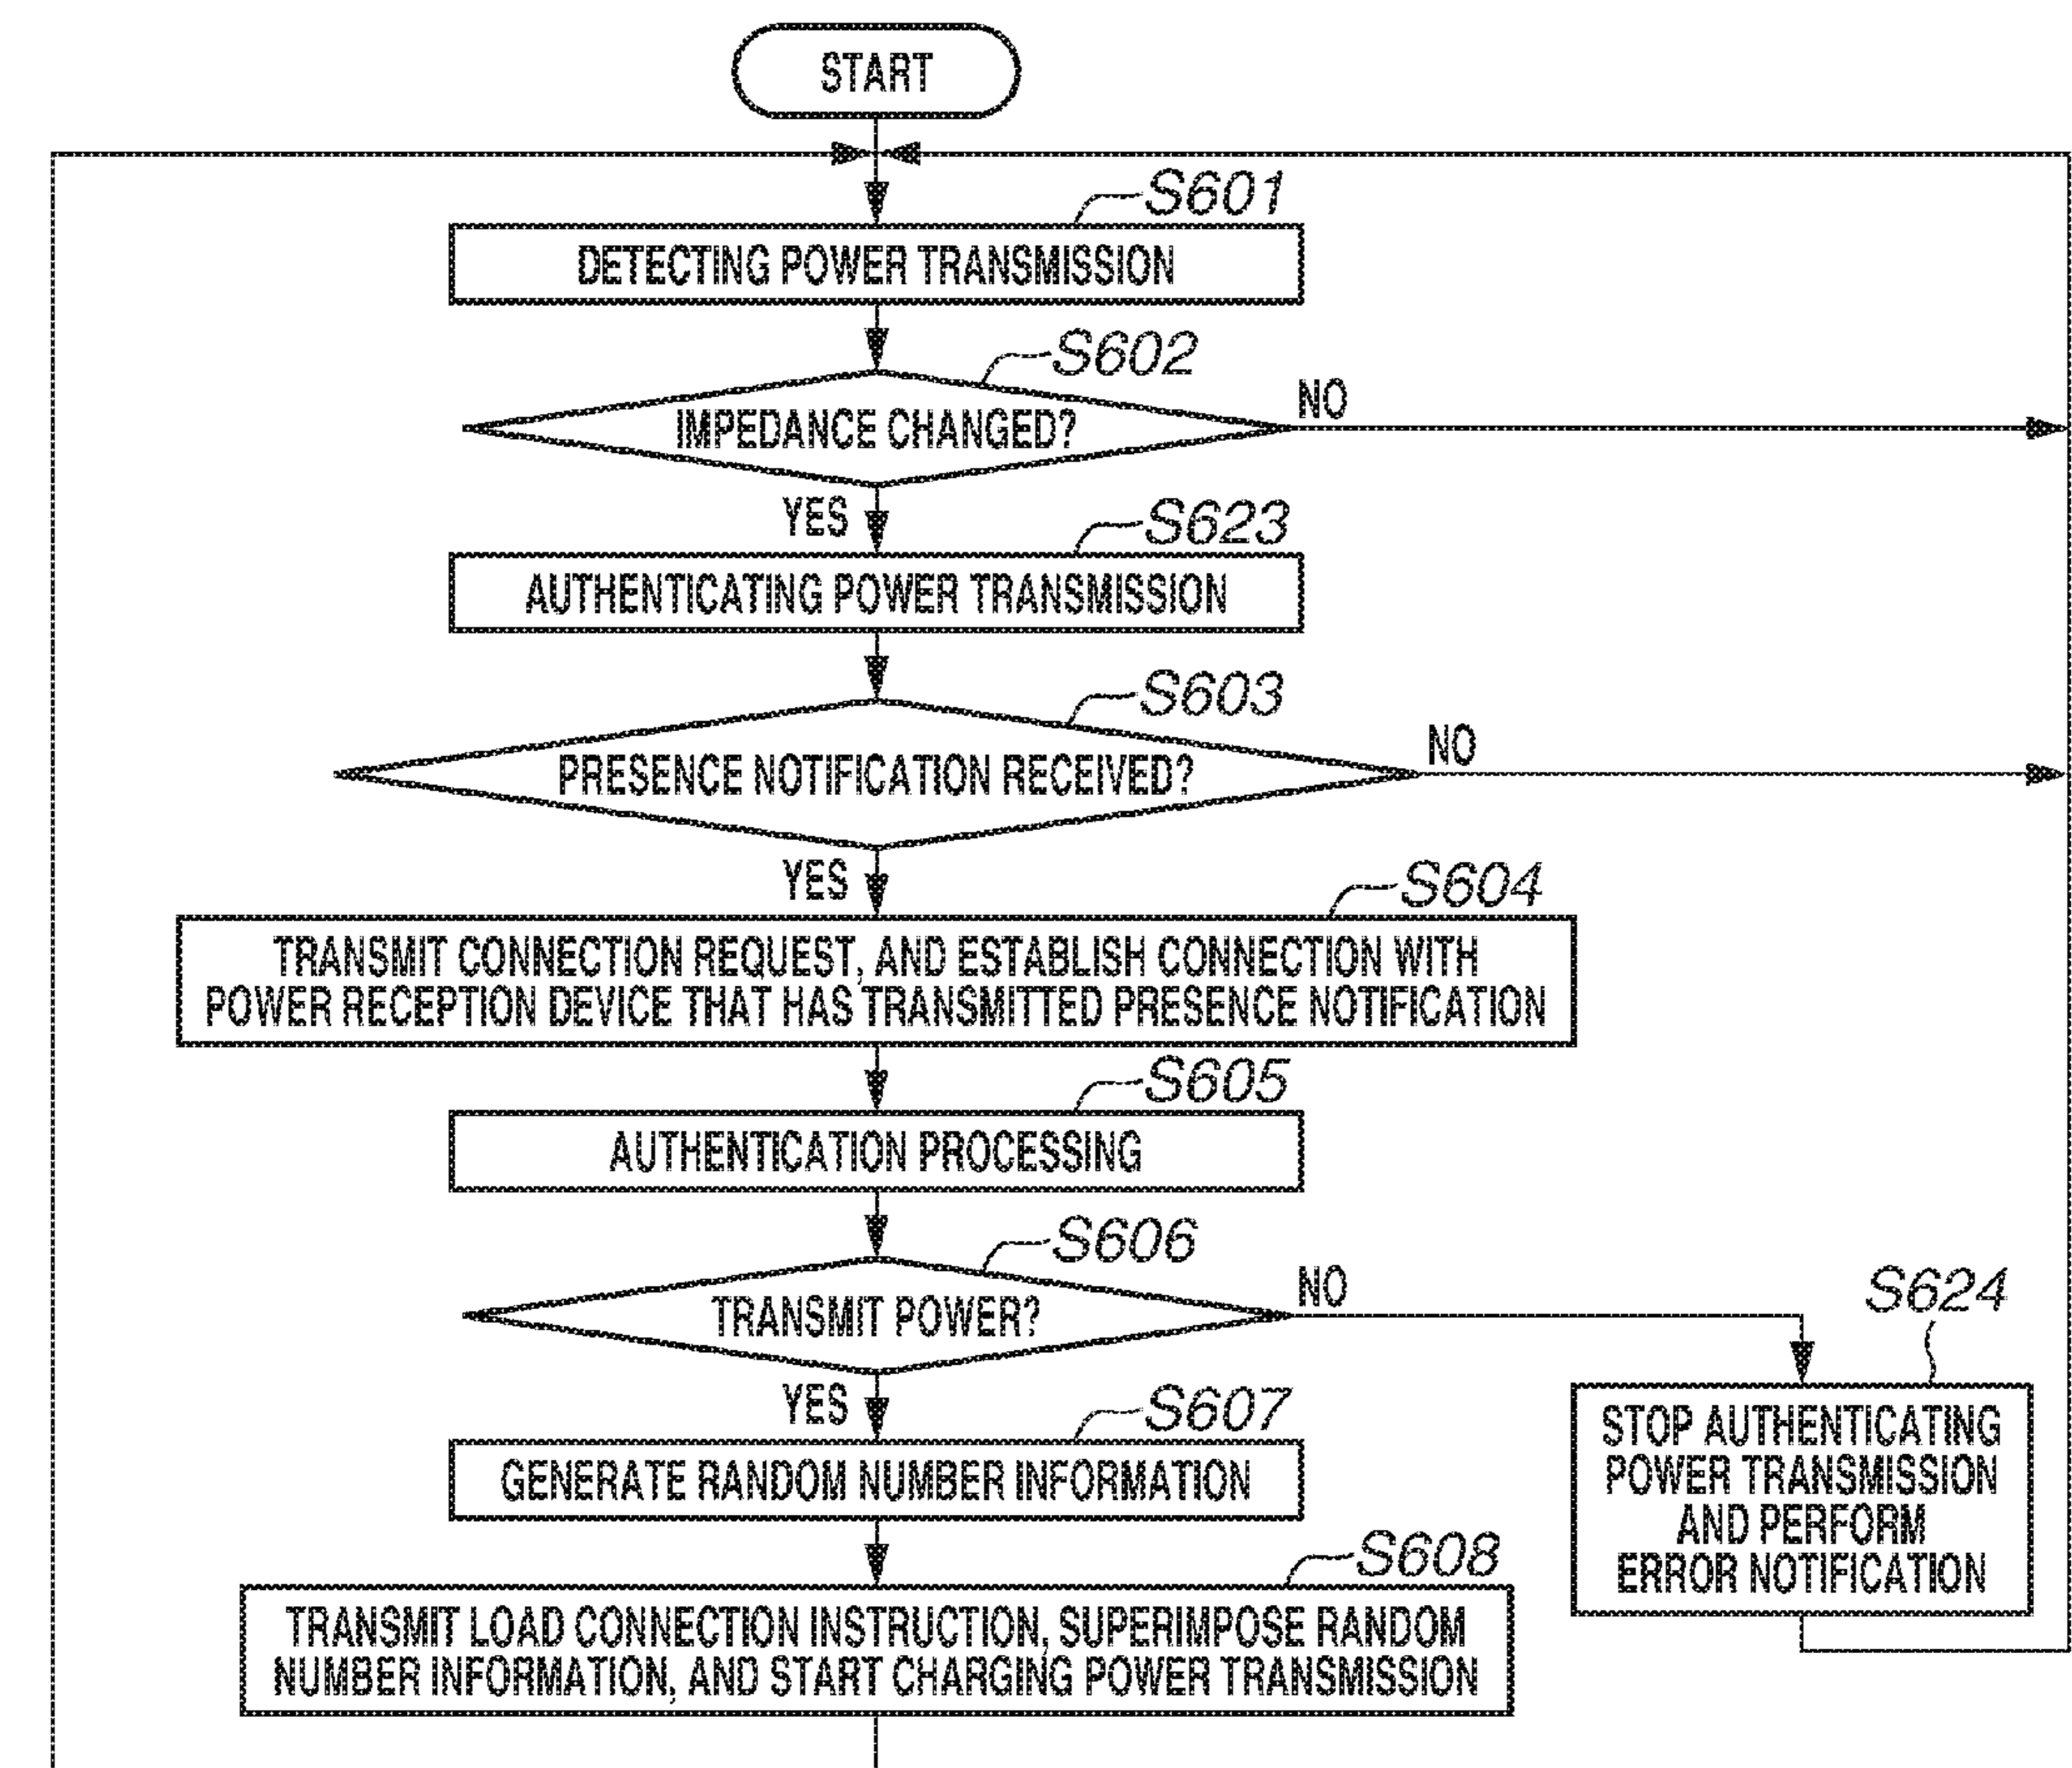 START
S601
DETECTING POWER TRANSMISSION
S602
IMPEDANCE CHANGED?
NO
YES
S623
AUTHENTICATING POWER TRANSMISSION
S603
PRESENCE NOTIFICATION RECEIVED?
NO
YES
S604
TRANSMIT CONNECTION REQUEST, AND ESTABLISH CONNECTION WITH
POWER RECEPTION DEVICE THAT HAS TRANSMITTED PRESENCE NOTIFICATION
S605
AUTHENTICATION PROCESSING
S606
TRANSMIT POWER?
NO
S624
STOP AUTHENTICATING
POWER TRANSMISSION
AND PERFORM
ERROR NOTIFICATION
YES
S607
GENERATE RANDOM NUMBER INFORMATION
S608
TRANSMIT LOAD CONNECTION INSTRUCTION, SUPERIMPOSE RANDOM
NUMBER INFORMATION, AND START CHARGING POWER TRANSMISSION